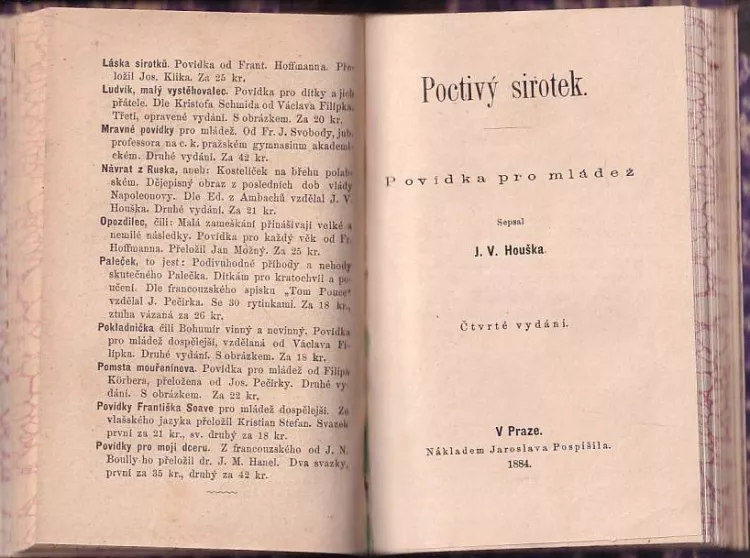 Láska sirotků. Povídka od Frant. Hoffmanna. Pře-
ložil Jos. Klika. Za 25 kr.
Ludvík, malý vystěhovalec. Povídka pro dítky a jich
přátele. Dle Kristofa Schmida od Václava Filípka.
Třetí, opravené vydání. S obrázkem. Za 20 kr.
Mravné povídky pro mládež. Od Fr. J. Svobody, jub.
professora na c. k. pražském gymnasium akademi-
ckém. Druhé vydání. Za 42 kr.
Návrat z Ruska, aneb: Kostelíček na břehu polab-
ském. Dějepisný obraz z posledních dob vlády
Napoleonovy. Dle Ed. z Ambachů vzdělal J. V.
Houška. Druhé vydání. Za 21 kr.
Opozdilec, čili: Malá zameškání přinášívají velké a
nemilé následky. Povídka pro každý věk od Fr.
Hoffmanna. Přeložil Jan Možný. Za 25 kr.
Paleček, to jest: Podivuhodné příhody a nehody
skutečného Palečka. Dítkám pro kratochvíl a po-
učení. Dle francouzského spisku „Tom Pouce"
vzdělal J. Pečírka. Se 30 rytinkami. Za 18 kr.,
ztuha vázaná za 26 kr.
Pokladnička čili Bohumír vinný a nevinný. Povídka
pro mládež dospělejší, vzdělaná od Václava Fi-
lípka. Druhé vydání. S obrázkem. Za 18 kr.
Pomsta mouřenínova. Povídka pro mládež od Filipa
Körbera, přeložena od Jos. Pečírky. Druhé vy-
dání. S obrázkem. Za 22 kr.
Povídky Františka Soave pro mládež dospělejší. Ze
vlašského jazyka přeložil Kristian Stefan. Svazek
první za 21 kr., sv. druhý za 18 kr.
Povídky pro moji dceru. Z francouzského od J. N.
Boully-ho přeložil dr. J. M. Hanel. Dva svazky,
první za 35 kr., druhý za 42 kr.
Poctivý sirotek.
Povídka pro mládež
Sepsal
J. V. Houška.
Čtvrté vydání.
V Praze.
Nákladem Jaroslava Pospíšila.
1884.